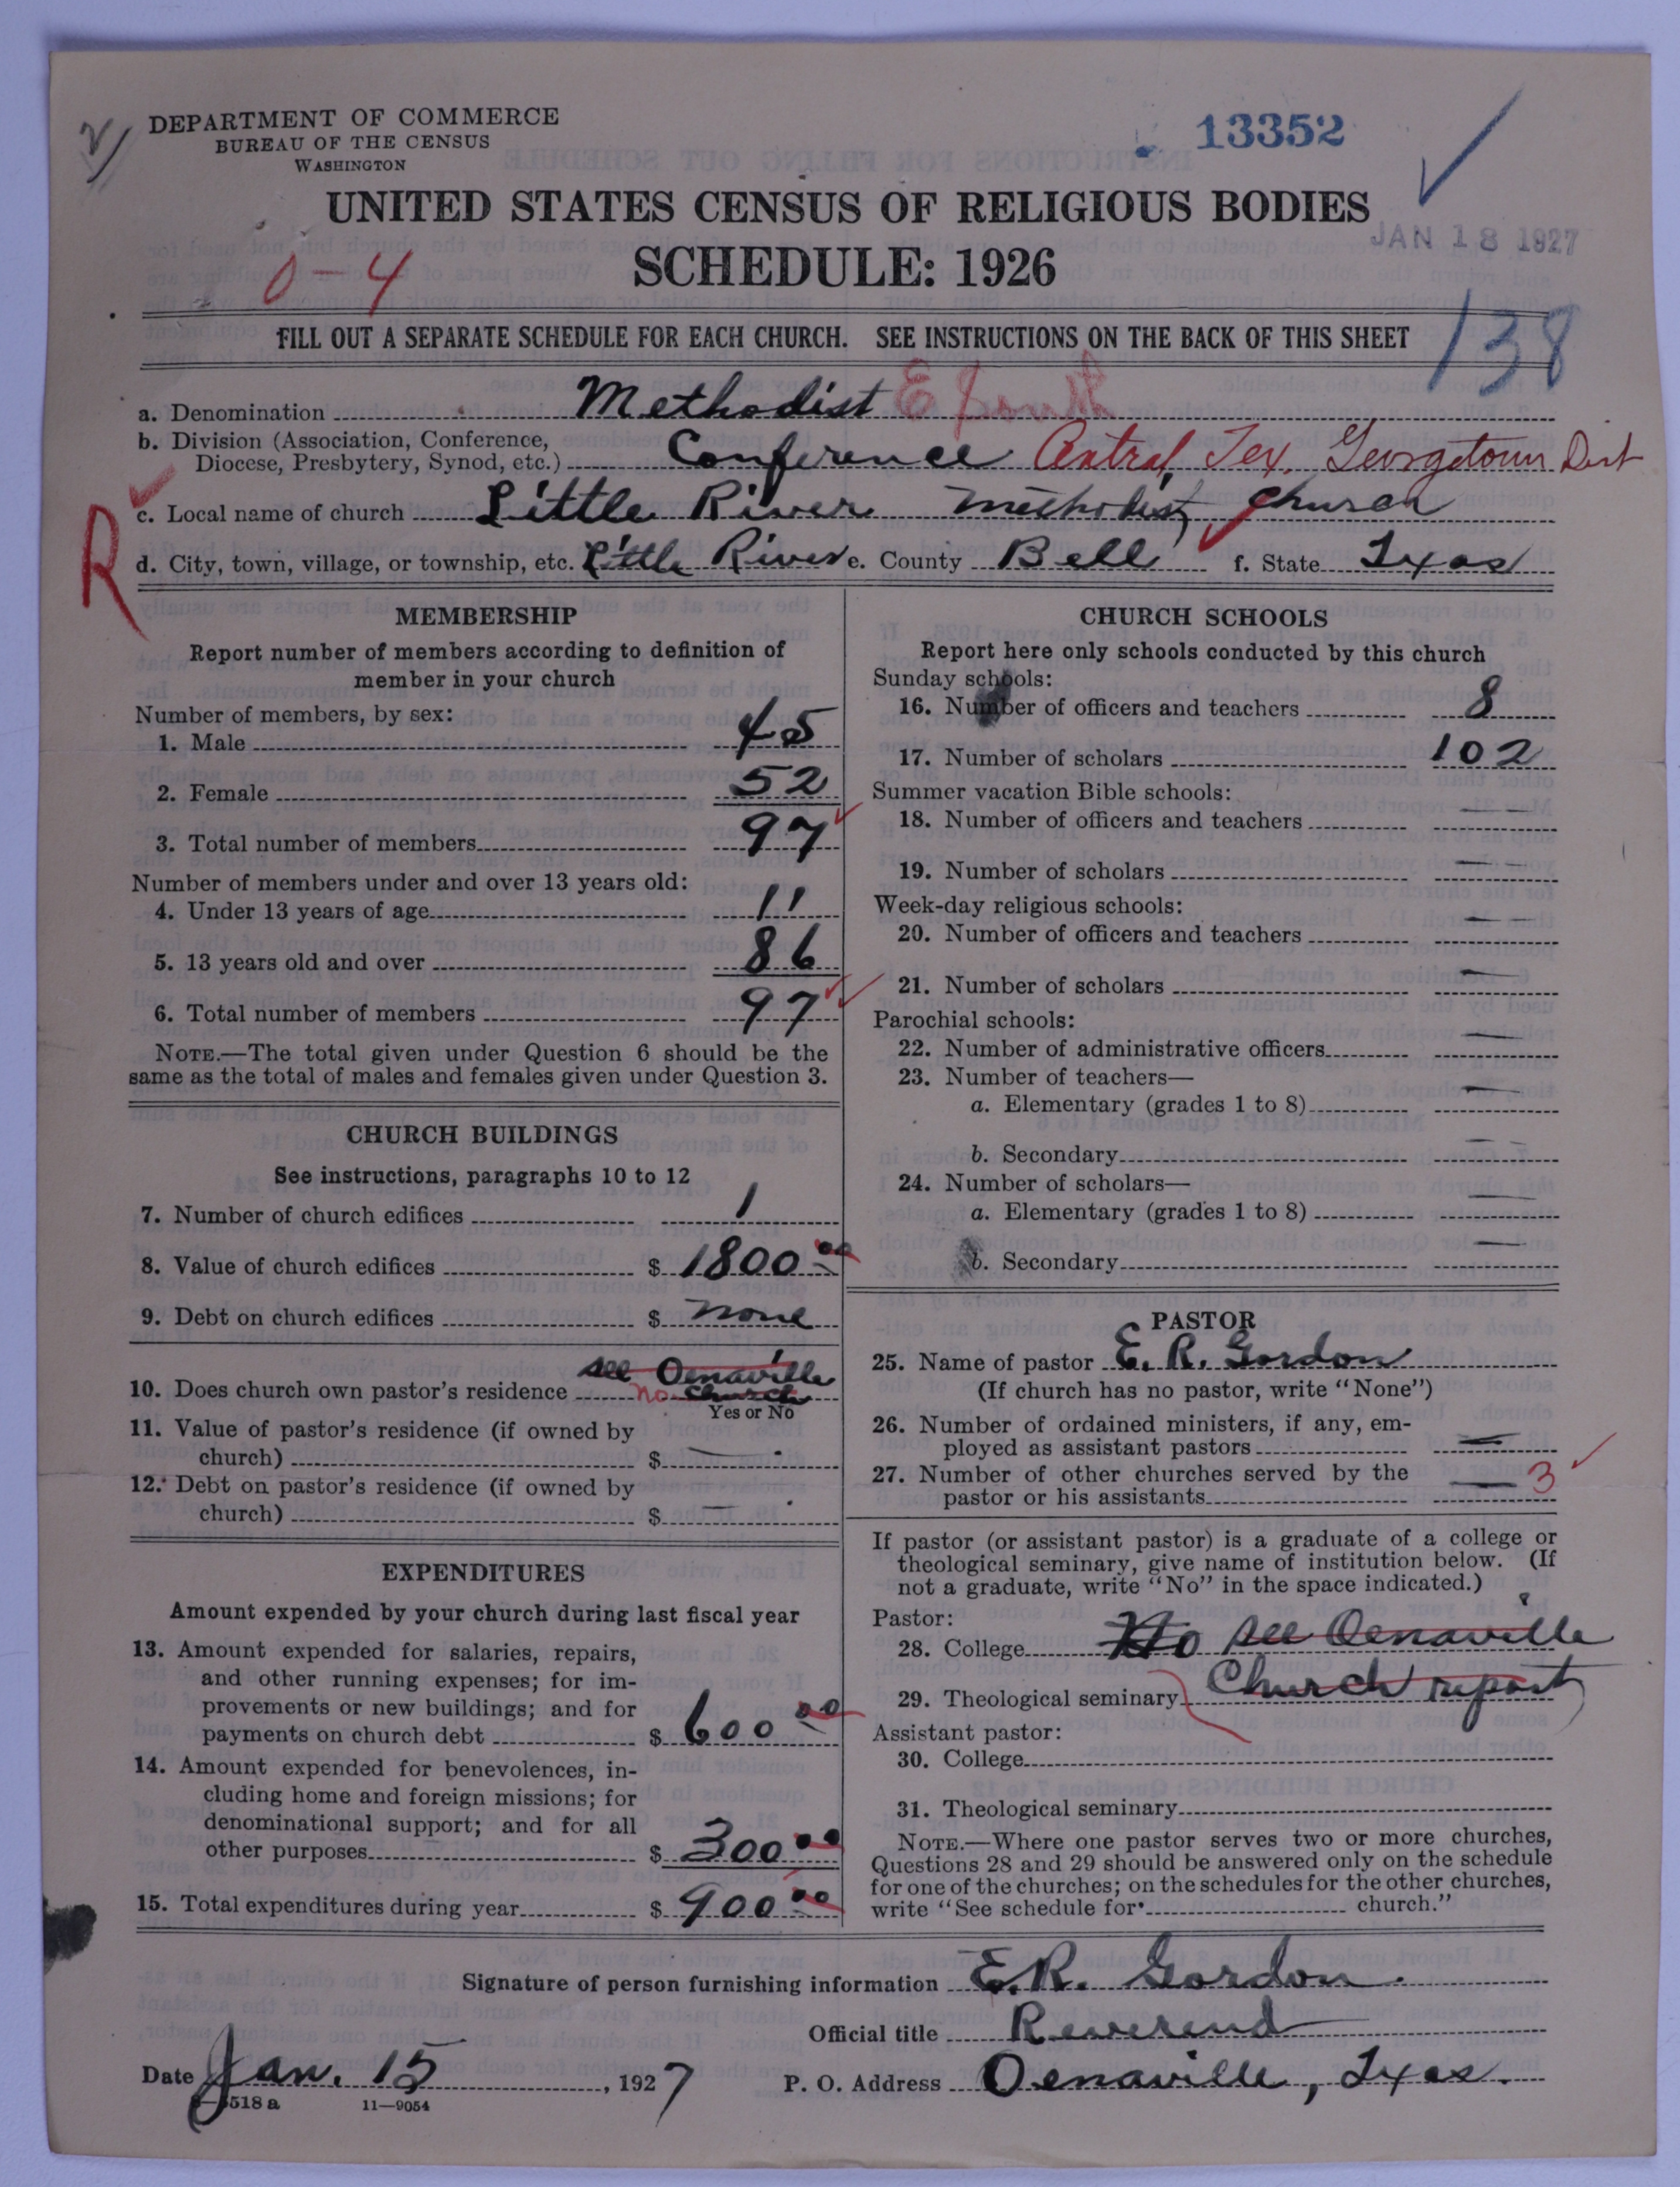 DEPARTMENT OF COMMERCE
BUREAU OF THE CENSUS
WASHINGTON
13352
UNITED STATES CENSUS OF RELIGIOUS BODIES
SCHEDULE: 1926
JAN 18 1927
0-4
FILL OUT A SEPARATE SCHEDULE FOR EACH CHURCH. SEE INSTRUCTIONS ON THE BACK OF THIS SHEET
138
a. Denomination Methodist E South
b. Division (Association, Conference,
Diocese, Presbytery, Synod, etc.) Conference Central Tex. Georgetown Dist
R
c. Local name of church Little River Methodist Church
d. City, town, village, or township, etc. Little River e. County Bell f. State Texas
MEMBERSHIP
Report number of members according to definition of
member in your church
Number of members, by sex:
1. Male 45
2. Female 52
3. Total number of members 97
Number of members under and over 13 years old:
4. Under 13 years of age 11
5. 13 years old and over 86
6. Total number of members 97
NOTE.—The total given under Question 6 should be the
same as the total of males and females given under Question 3.
CHURCH BUILDINGS
See instructions, paragraphs 10 to 12
7. Number of church edifices 1
8. Value of church edifices $ 1800 00
9. Debt on church edifices $ none
see Oenaville
10. Does church own pastor's residence no Church
Yes or No
11. Value of pastor's residence (if owned by
church) $ —
12. Debt on pastor's residence (if owned by
church) $ —
EXPENDITURES
Amount expended by your church during last fiscal year
13. Amount expended for salaries, repairs,
and other running expenses; for im-
provements or new buildings; and for
payments on church debt $ 600 00
14. Amount expended for benevolences, in-
cluding home and foreign missions; for
denominational support; and for all
other purposes $ 300 00
15. Total expenditures during year $ 900 00
CHURCH SCHOOLS
Report here only schools conducted by this church
Sunday schools:
16. Number of officers and teachers 8
17. Number of scholars 102
Summer vacation Bible schools:
18. Number of officers and teachers — —
19. Number of scholars —
Week-day religious schools:
20. Number of officers and teachers — —
21. Number of scholars —
Parochial schools:
22. Number of administrative officers —
23. Number of teachers—
a. Elementary (grades 1 to 8) —
b. Secondary — —
24. Number of scholars—
a. Elementary (grades 1 to 8) —
b. Secondary —
PASTOR
25. Name of pastor E. R. Gordon
(If church has no pastor, write "None")
26. Number of ordained ministers, if any, em-
ployed as assistant pastors —
27. Number of other churches served by the
pastor or his assistants — 3
If pastor (or assistant pastor) is a graduate of a college or
theological seminary, give name of institution below. (If
not a graduate, write "No" in the space indicated.)
Pastor:
28. College No see Oenaville
29. Theological seminary Church report
Assistant pastor:
30. College
31. Theological seminary
NOTE.—Where one pastor serves two or more churches,
Questions 28 and 29 should be answered only on the schedule
for one of the churches; on the schedules for the other churches,
write "See schedule for church."
Signature of person furnishing information E. R. Gordon
Official title Reverend
Date Jan. 15, 1927 P. O. Address Oenaville, Texas.
518 a 11—9054